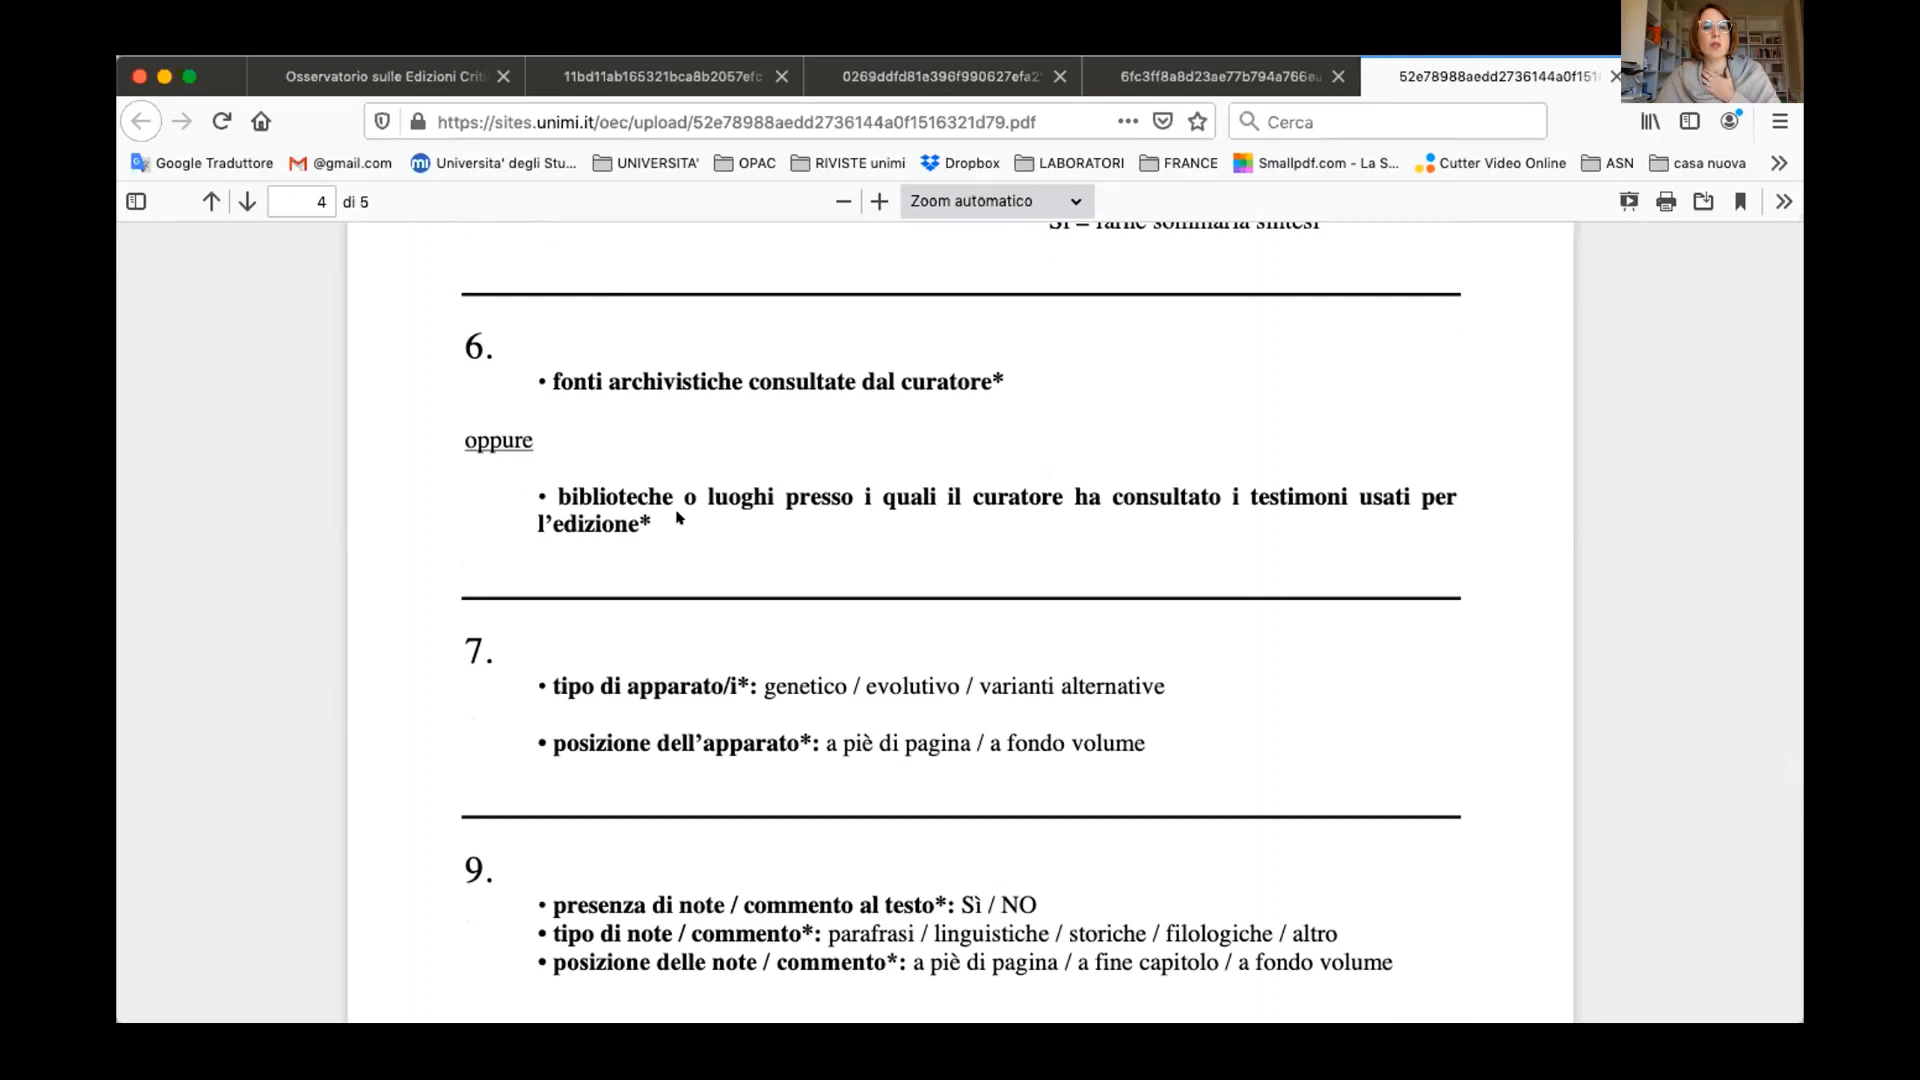 Osservatorio sulle Edizioni Criti
11bd11ab165321bca8b2057efc
0269ddfd81e396f990627efa2
6fc3ff8a8d23ae77b794a766e
52e78988aedd2736144a0f151
https://sites.unimi.it/oec/upload/52e78988aedd2736144a0f1516321d79.pdf
Cerca
Google Traduttore @gmail.com Universita' degli Stu... UNIVERSITA' OPAC RIVISTE unimi Dropbox LABORATORI FRANCE Smallpdf.com - La S... Cutter Video Online ASN casa nuova
4 di 5 Zoom automatico
Sì = farne sommaria sintesi
6.
• fonti archivistiche consultate dal curatore*
oppure
• biblioteche o luoghi presso i quali il curatore ha consultato i testimoni usati per
l’edizione*
7.
• tipo di apparato/i*: genetico / evolutivo / varianti alternative
• posizione dell’apparato*: a piè di pagina / a fondo volume
9.
• presenza di note / commento al testo*: Sì / NO
• tipo di note / commento*: parafrasi / linguistiche / storiche / filologiche / altro
• posizione delle note / commento*: a piè di pagina / a fine capitolo / a fondo volume